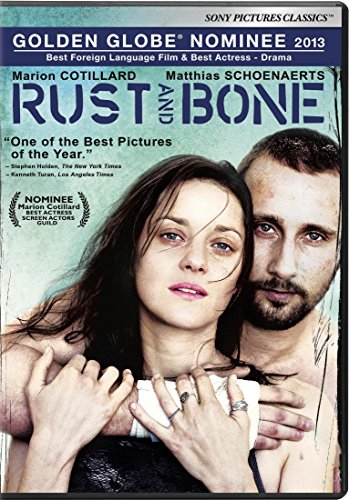 SONY PICTURES CLASSICS™
GOLDEN GLOBE® NOMINEE 2013
Best Foreign Language Film & Best Actress - Drama
Marion Cotillard Matthias Schoenaerts
RUST AND BONE
“One of the Best Pictures
of the Year.”
– Stephen Holden, The New York Times
– Kenneth Turan, Los Angeles Times
NOMINEE
Marion Cotillard
BEST ACTRESS
SCREEN ACTORS
GUILD